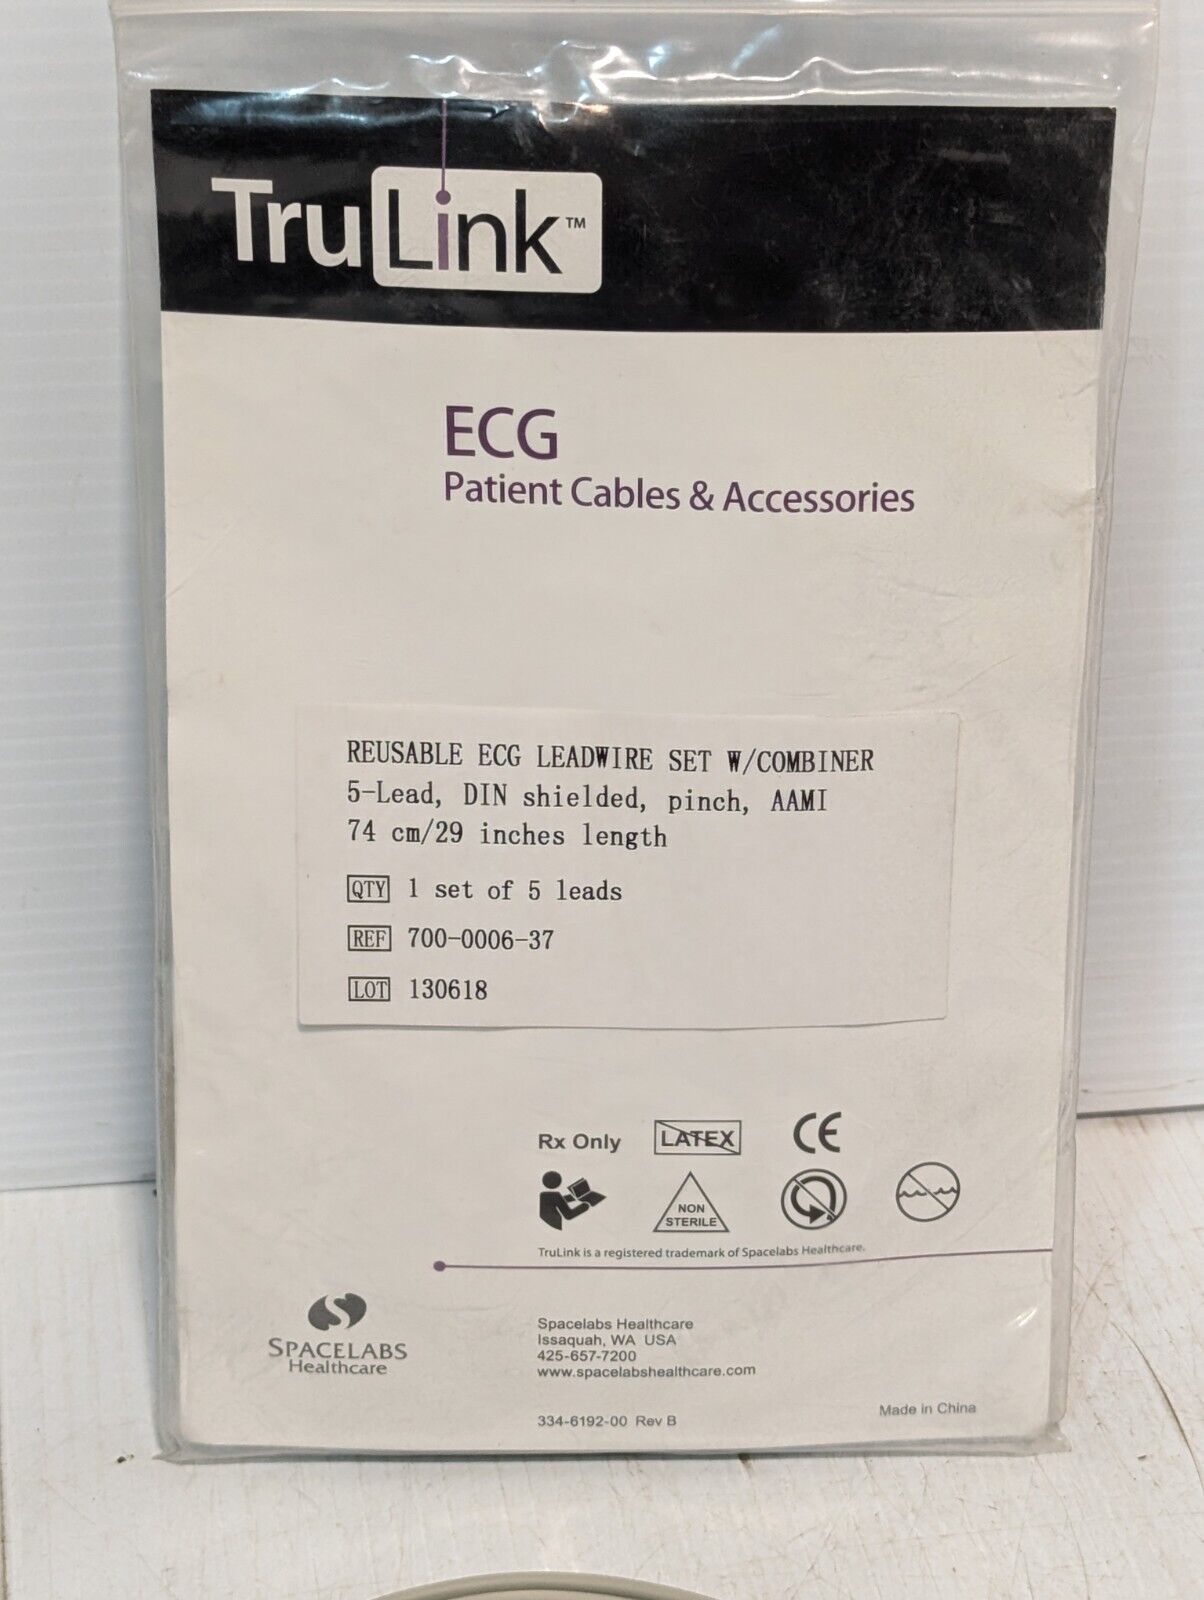 TruLink™
ECG
Patient Cables & Accessories
REUSABLE ECG LEADWIRE SET W/COMBINER
5-Lead, DIN shielded, pinch, AAMI
74 cm/29 inches length
QTY 1 set of 5 leads
REF 700-0006-37
LOT 130618
Rx Only LATEX CE
NON
STERILE
TruLink is a registered trademark of Spacelabs Healthcare.
SPACELABS
Healthcare
Spacelabs Healthcare
Issaquah, WA USA
425-657-7200
www.spacelabshealthcare.com
334-6192-00 Rev B
Made in China